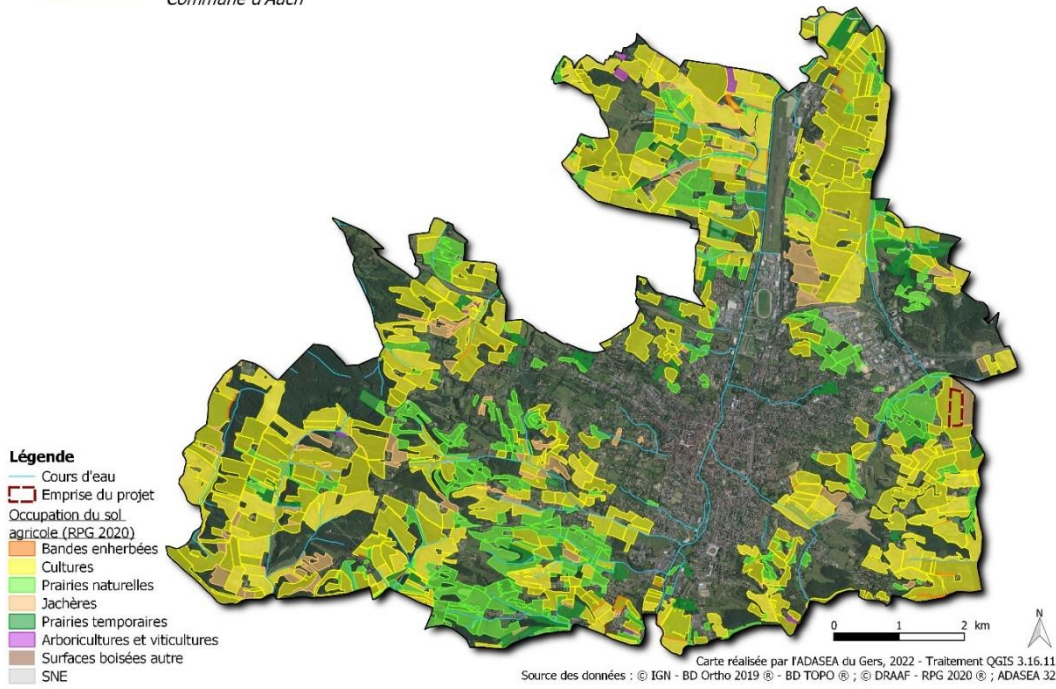 Commune d'Auch
Légende
Cours d'eau
Emprise du projet
Occupation du sol
agricole (RPG 2020)
Bandes enherbées
Cultures
Prairies naturelles
Jachères
Prairies temporaires
Arboricultures et viticultures
Surfaces boisées autre
SNE
0 1 2 km
N
Carte réalisée par l'ADASEA du Gers, 2022 - Traitement QGIS 3.16.11
Source des données : © IGN - BD Ortho 2019 ® - BD TOPO ® ; © DRAAF - RPG 2020 ® ; ADASEA 32